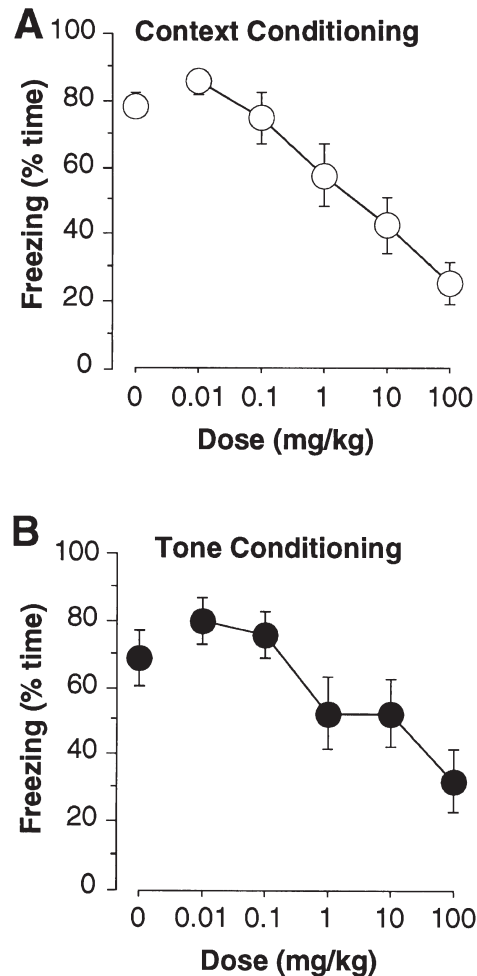 A
Context Conditioning
Freezing (% time)
100
80
60
40
20
0
0 0.01 0.1 1 10 100
Dose (mg/kg)
B
Tone Conditioning
Freezing (% time)
100
80
60
40
20
0
0 0.01 0.1 1 10 100
Dose (mg/kg)